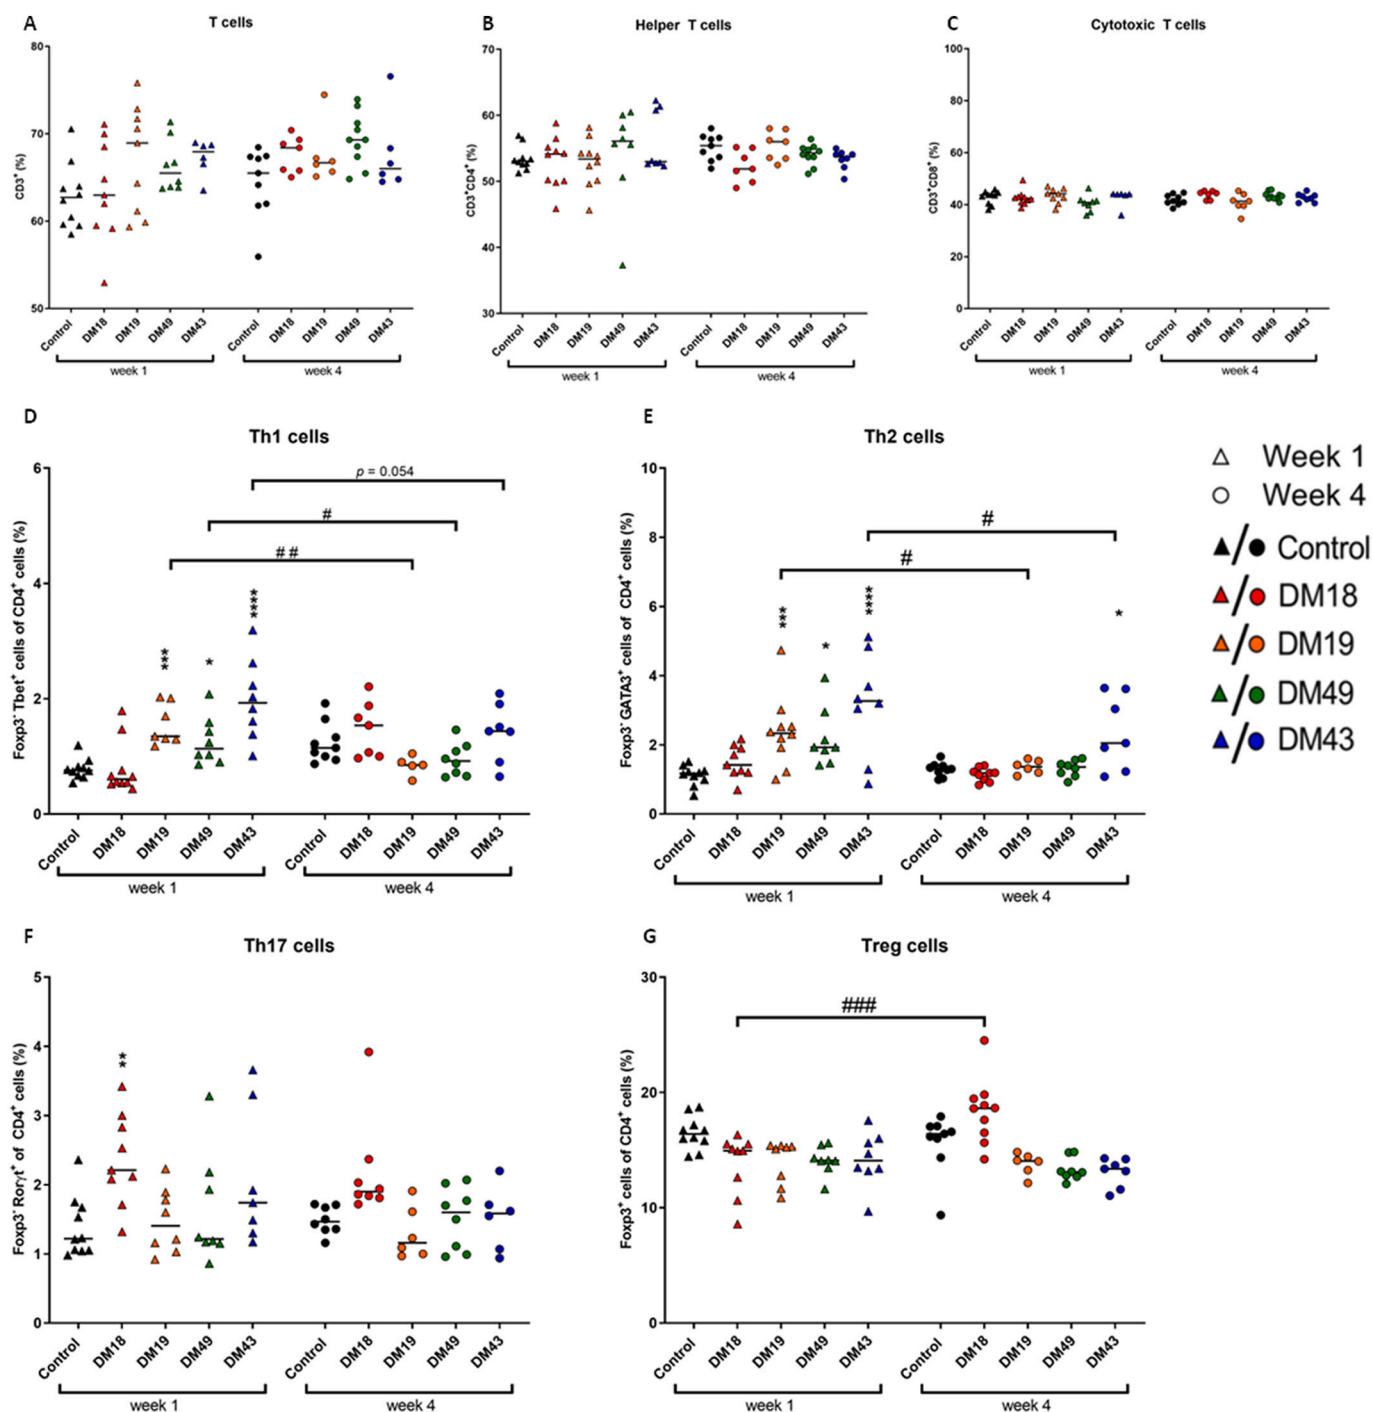 A
T cells
CD3⁺ (%)
80
70
60
50
Control
DM18
DM19
DM49
DM43
Control
DM18
DM19
DM49
DM43
week 1
week 4
B
Helper T cells
CD3⁺CD4⁺ (%)
70
60
50
40
30
Control
DM18
DM19
DM49
DM43
Control
DM18
DM19
DM49
DM43
week 1
week 4
C
Cytotoxic T cells
CD3⁺CD8⁺ (%)
100
80
60
40
20
0
Control
DM18
DM19
DM49
DM43
Control
DM18
DM19
DM49
DM43
week 1
week 4
D
Th1 cells
Foxp3⁻ Tbet⁺ cells of CD4⁺ cells (%)
6
4
2
0
p = 0.054
#
##
***
*
****
Control
DM18
DM19
DM49
DM43
Control
DM18
DM19
DM49
DM43
week 1
week 4
E
Th2 cells
Foxp3⁻ GATA3⁺ cells of CD4⁺ cells (%)
10
8
6
4
2
0
#
#
***
*
****
*
Control
DM18
DM19
DM49
DM43
Control
DM18
DM19
DM49
DM43
week 1
week 4
Week 1
Week 4
/ Control
/ DM18
/ DM19
/ DM49
/ DM43
F
Th17 cells
Foxp3⁻ Rorγt⁺ of CD4⁺ cells (%)
5
4
3
2
1
0
**
Control
DM18
DM19
DM49
DM43
Control
DM18
DM19
DM49
DM43
week 1
week 4
G
Treg cells
Foxp3⁺ cells of CD4⁺ cells (%)
30
20
10
0
###
Control
DM18
DM19
DM49
DM43
Control
DM18
DM19
DM49
DM43
week 1
week 4